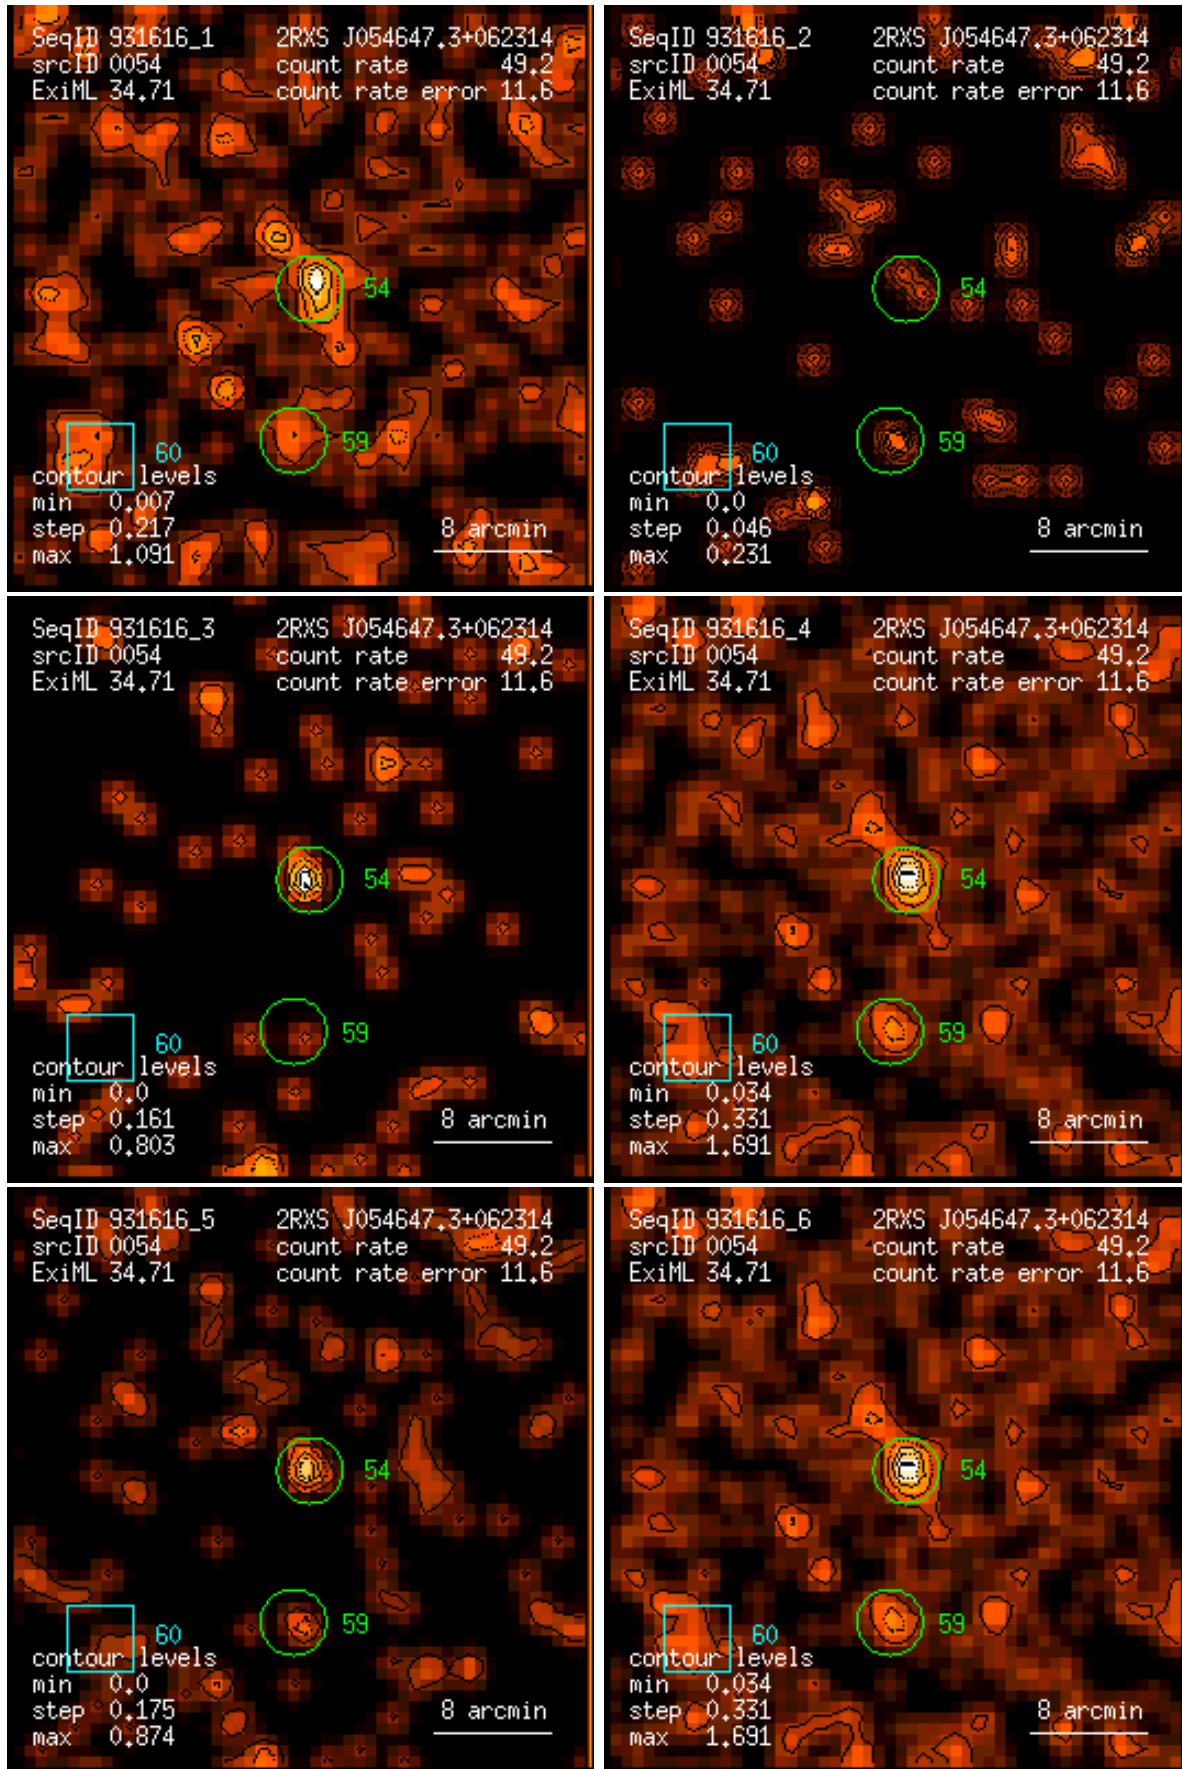 SeqID 931616_1 2RXS J054647.3+062314
srcID 0054 count rate 49.2
ExiML 34.71 count rate error 11.6
54
59
60
contour levels
min 0.007
step 0.217 8 arcmin
max 1.091
SeqID 931616_2 2RXS J054647.3+062314
srcID 0054 count rate 49.2
ExiML 34.71 count rate error 11.6
54
59
60
contour levels
min 0.0
step 0.046 8 arcmin
max 0.231
SeqID 931616_3 2RXS J054647.3+062314
srcID 0054 count rate 49.2
ExiML 34.71 count rate error 11.6
54
59
60
contour levels
min 0.0
step 0.161 8 arcmin
max 0.803
SeqID 931616_4 2RXS J054647.3+062314
srcID 0054 count rate 49.2
ExiML 34.71 count rate error 11.6
54
59
60
contour levels
min 0.034
step 0.331 8 arcmin
max 1.691
SeqID 931616_5 2RXS J054647.3+062314
srcID 0054 count rate 49.2
ExiML 34.71 count rate error 11.6
54
59
60
contour levels
min 0.0
step 0.175 8 arcmin
max 0.874
SeqID 931616_6 2RXS J054647.3+062314
srcID 0054 count rate 49.2
ExiML 34.71 count rate error 11.6
54
59
60
contour levels
min 0.034
step 0.331 8 arcmin
max 1.691